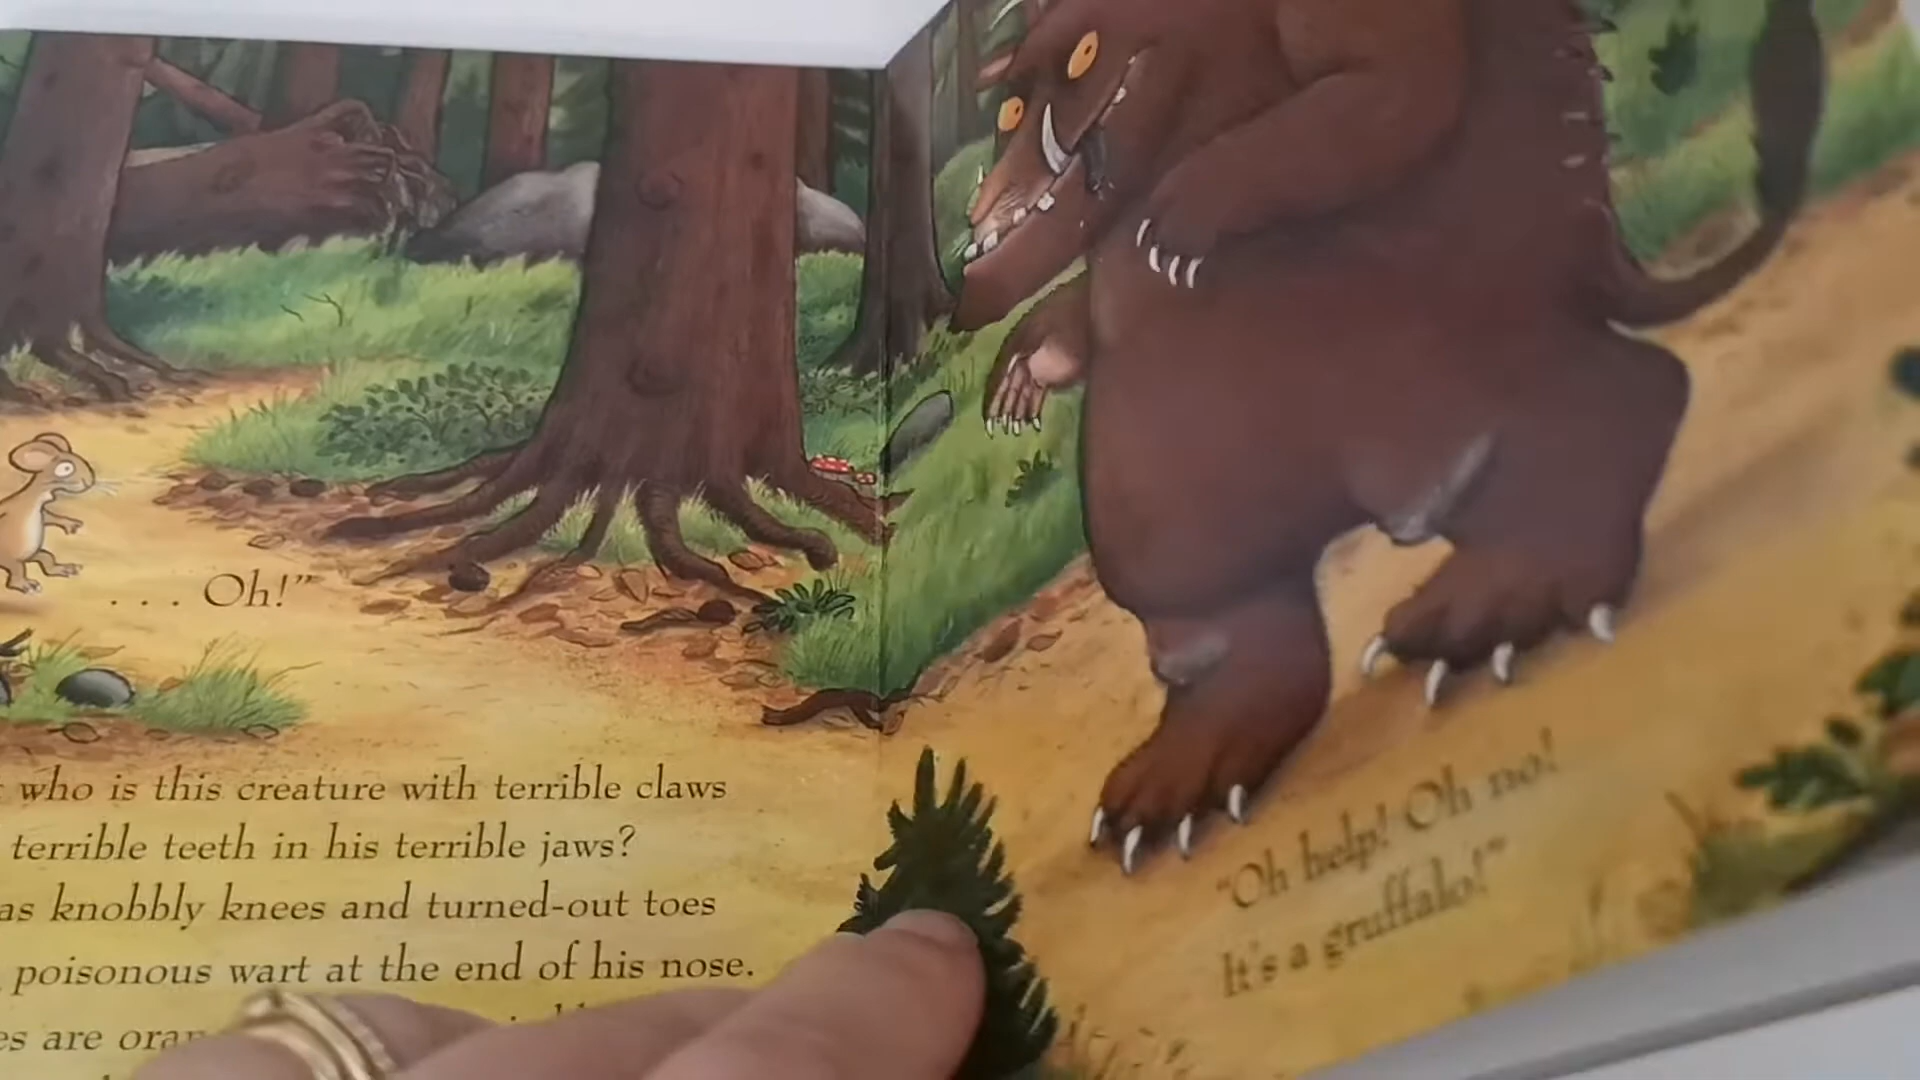 . . . Oh!”
who is this creature with terrible claws
terrible teeth in his terrible jaws?
as knobbly knees and turned-out toes
poisonous wart at the end of his nose.
es are oran
“Oh help! Oh no!
It's a gruffalo!”